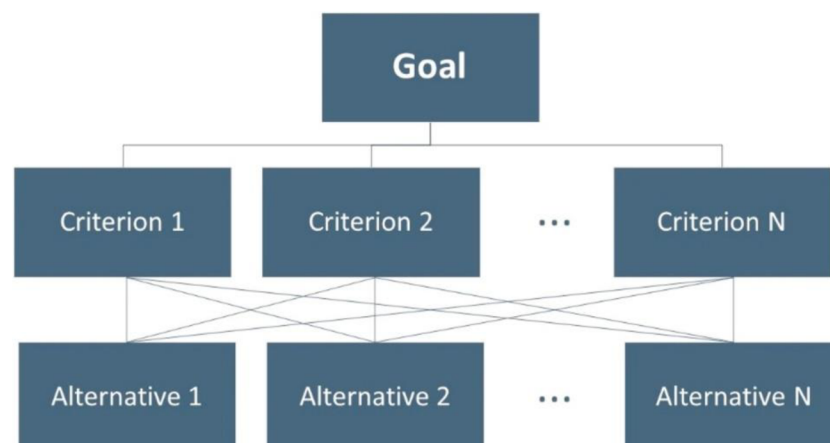 Goal
Criterion 1
Criterion 2
...
Criterion N
Alternative 1
Alternative 2
...
Alternative N